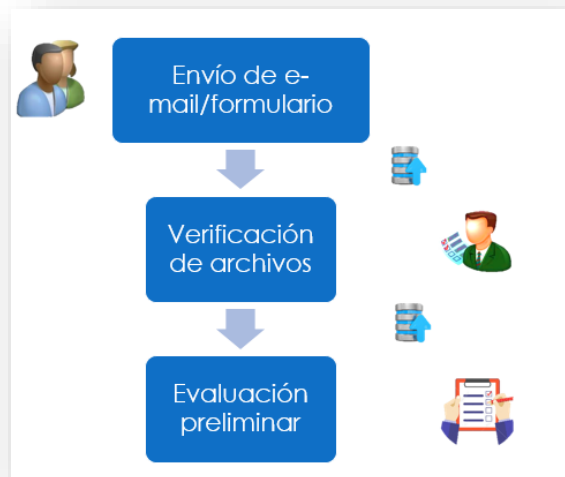 Envío de e-
mail/formulario
Verificación
de archivos
Evaluación
preliminar